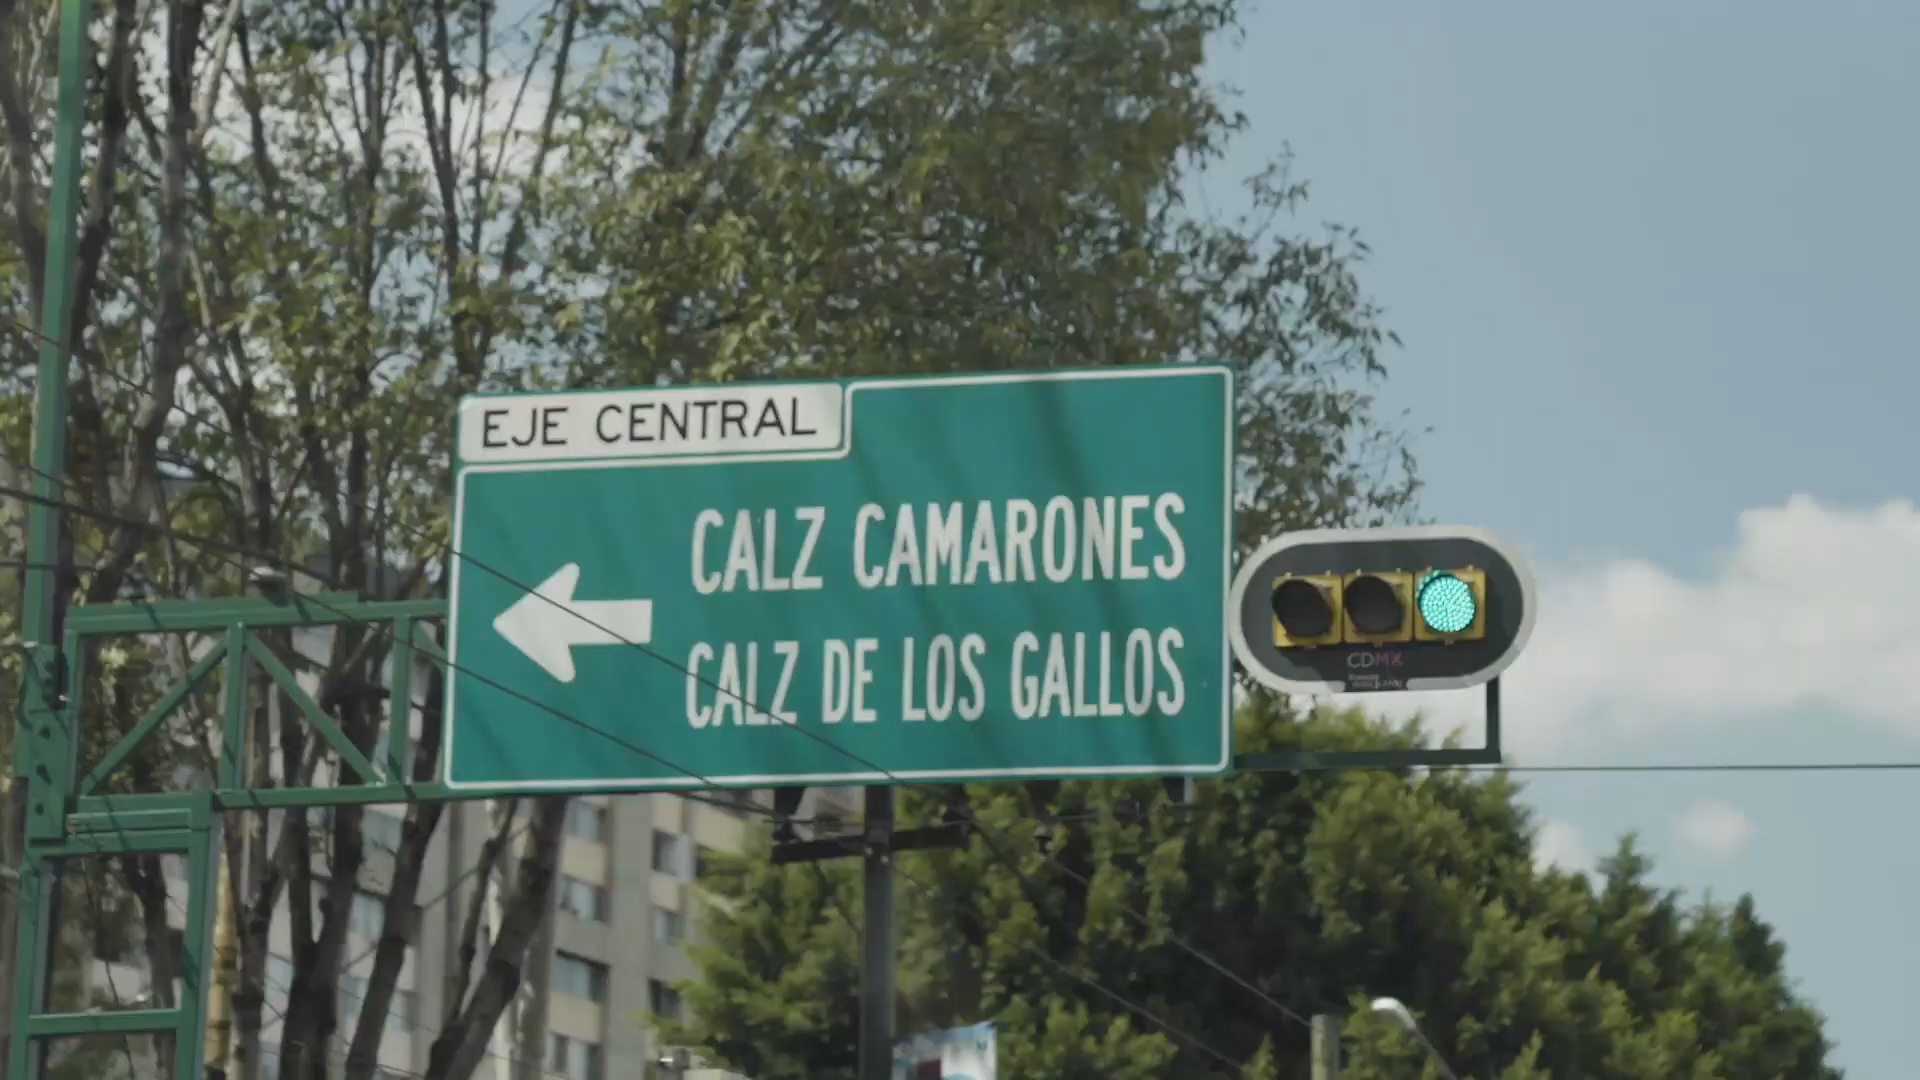 EJE CENTRAL
CALZ CAMARONES
CALZ DE LOS GALLOS
CDMX